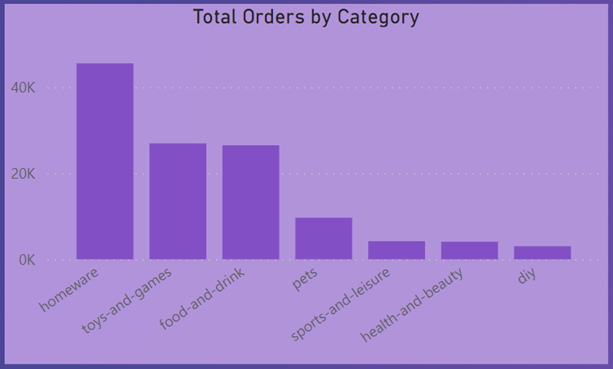 Total Orders by Category
40K
20K
0K
homeware
toys-and-games
food-and-drink
pets
sports-and-leisure
health-and-beauty
diy